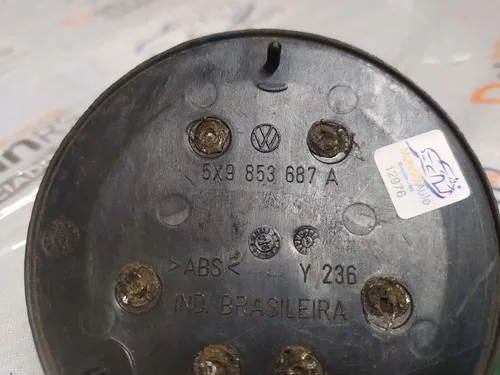 5X9 853 687 A
>ABS<
Y 236
IND. BRASILEIRA
12976